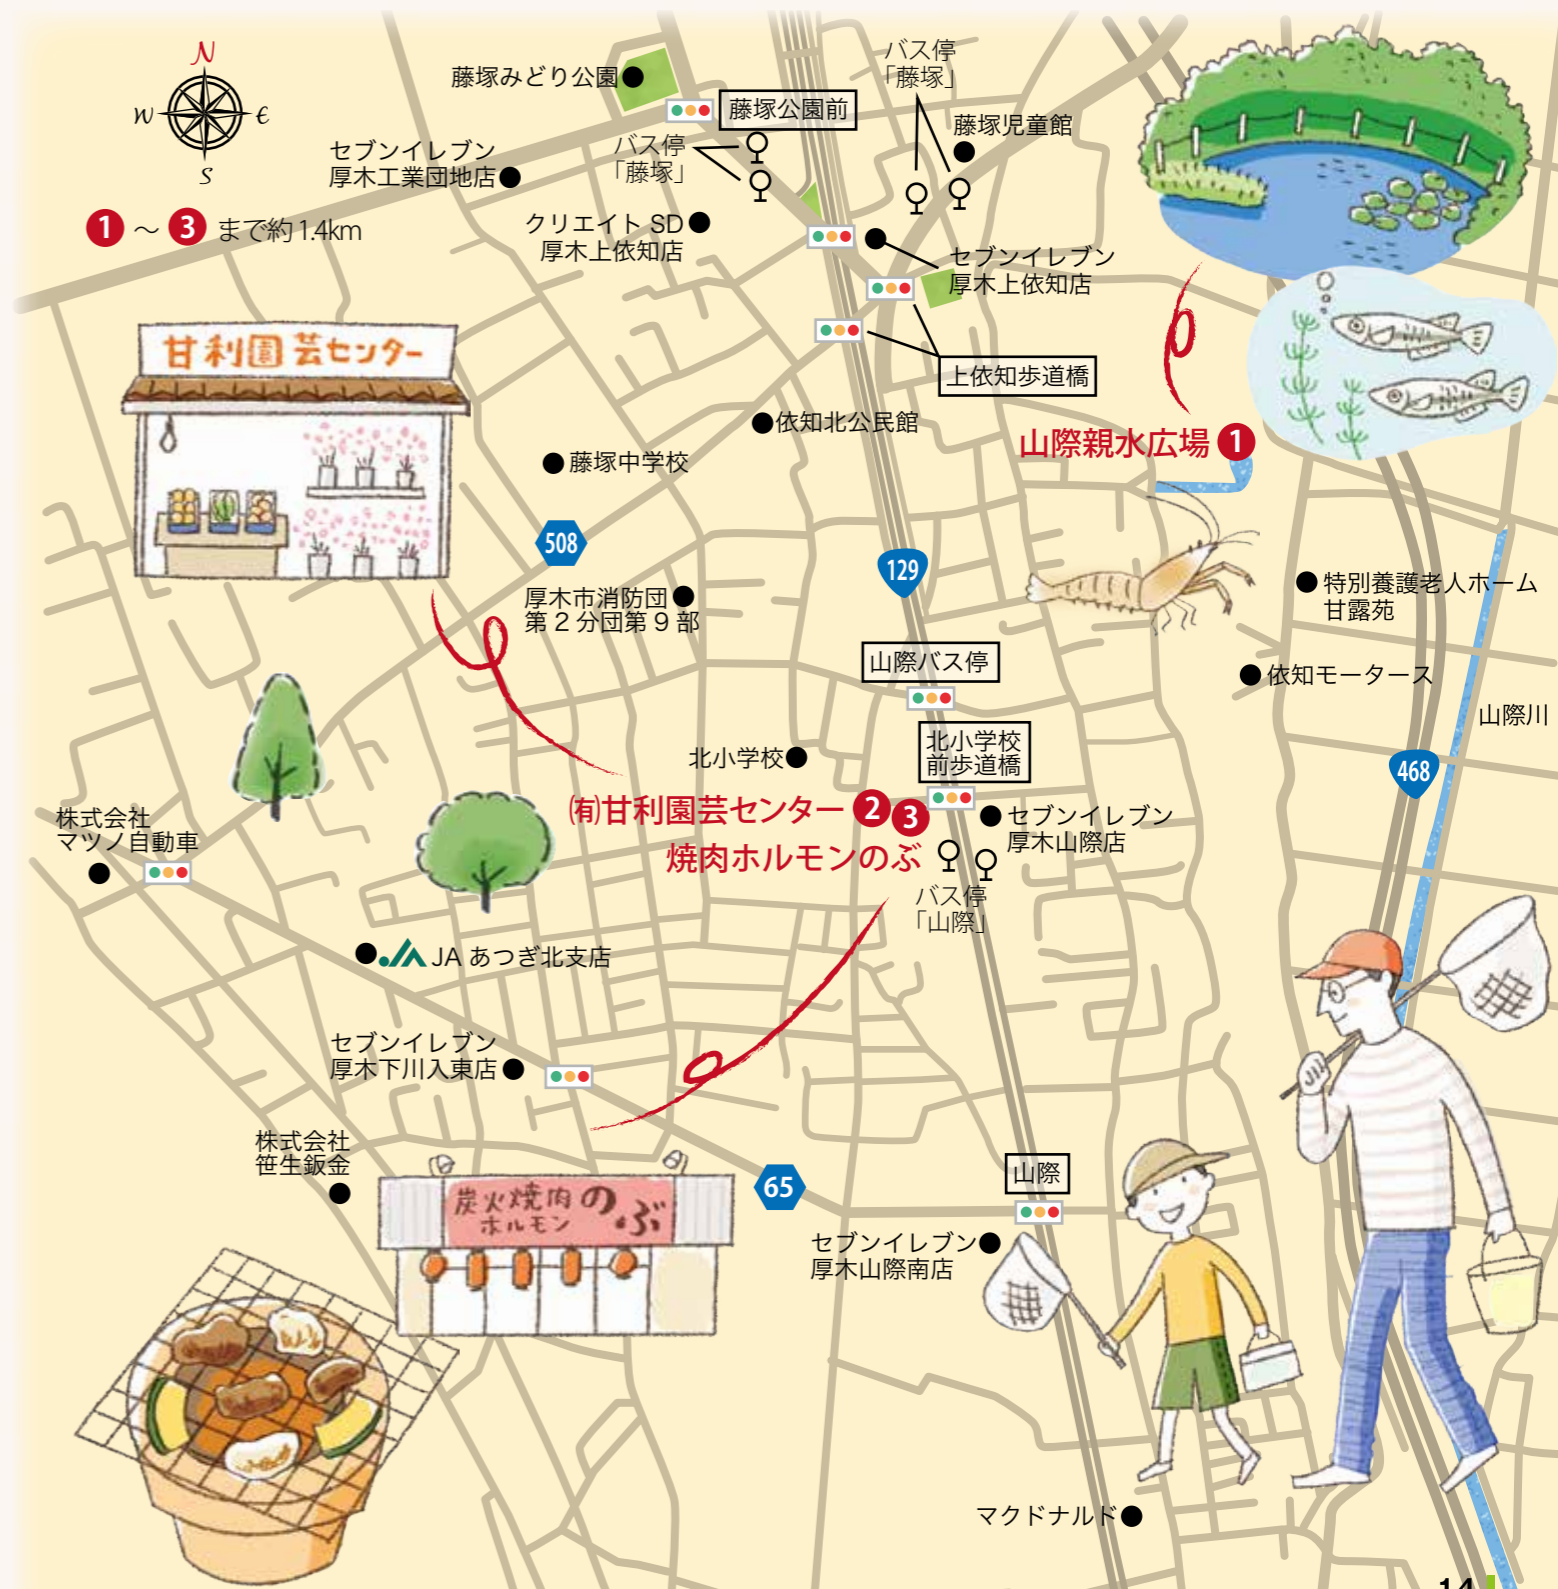 N
W
E
S
❶ ～ ❸ まで約1.4km
藤塚みどり公園
藤塚公園前
バス停
「藤塚」
バス停
「藤塚」
藤塚児童館
セブンイレブン
厚木工業団地店
クリエイト SD
厚木上依知店
セブンイレブン
厚木上依知店
上依知歩道橋
甘利園芸センター
依知北公民館
山際親水広場 ❶
藤塚中学校
508
129
厚木市消防団
第2分団第9部
特別養護老人ホーム
甘露苑
山際バス停
依知モータース
山際川
北小学校
前歩道橋
北小学校
468
㈲甘利園芸センター ❷
❸
焼肉ホルモンのぶ
セブンイレブン
厚木山際店
バス停
「山際」
株式会社
マツノ自動車
JA あつぎ北支店
セブンイレブン
厚木下川入東店
株式会社
笹生鈑金
炭火焼肉
ホルモン
のぶ
65
山際
セブンイレブン
厚木山際南店
マクドナルド
14